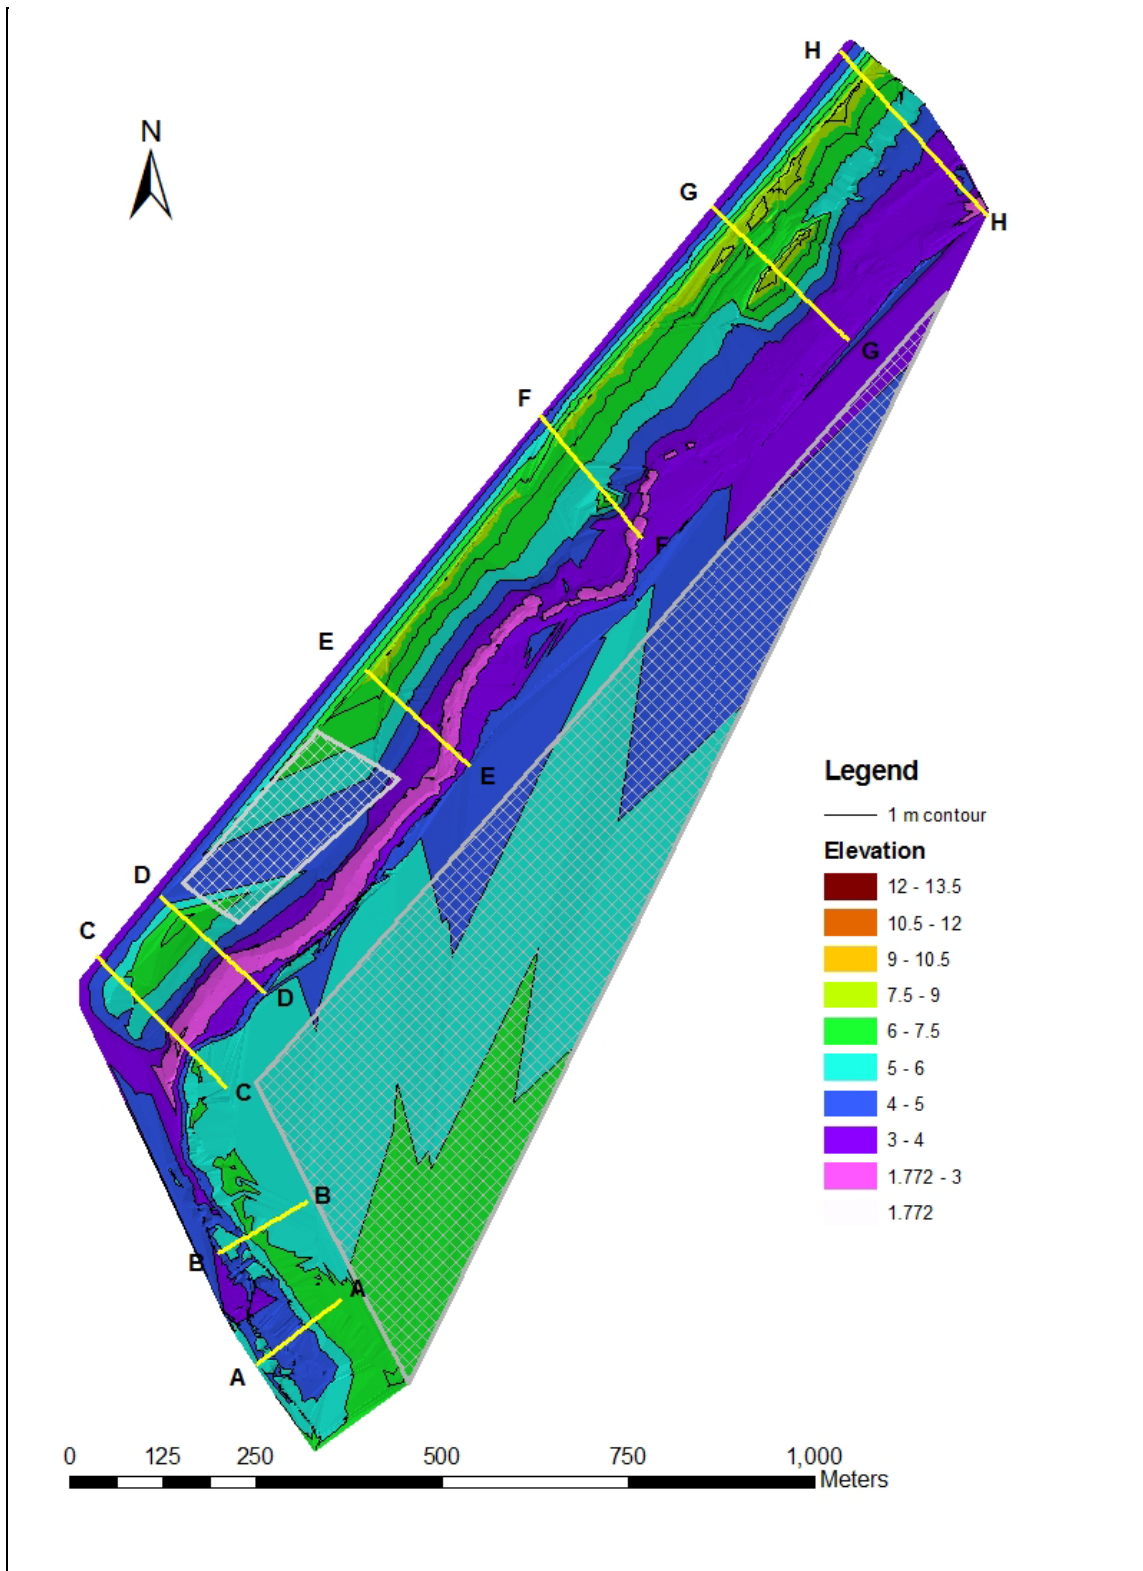 H
N
G
H
G
F
F
E
E
Legend
1 m contour
D
Elevation
12 - 13.5
10.5 - 12
C
9 - 10.5
7.5 - 9
D
6 - 7.5
5 - 6
C
4 - 5
3 - 4
B
1.772 - 3
1.772
B
A
A
0 125 250 500 750 1,000
Meters